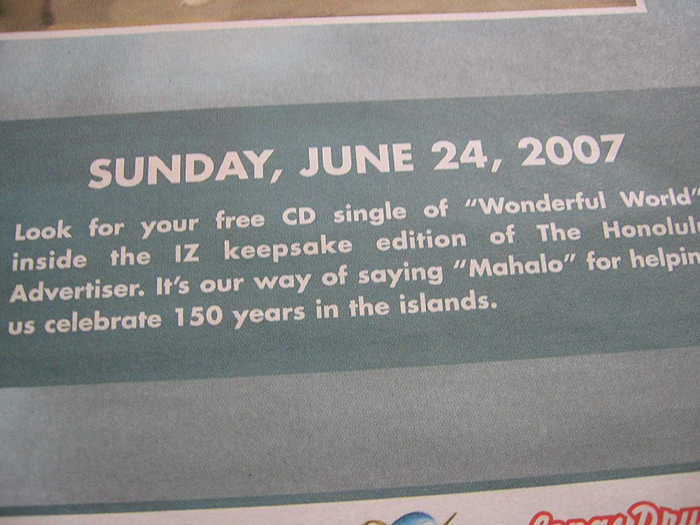 SUNDAY, JUNE 24, 2007
Look for your free CD single of "Wonderful World"
inside the IZ keepsake edition of The Honolul
Advertiser. It's our way of saying "Mahalo" for helpin
us celebrate 150 years in the islands.